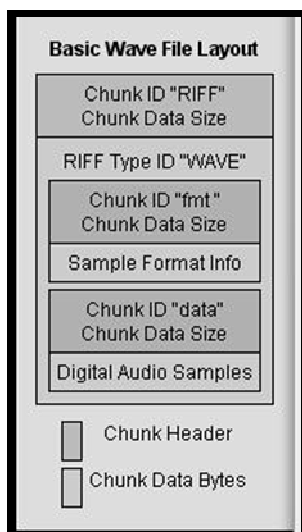 Basic Wave File Layout
Chunk ID "RIFF"
Chunk Data Size
RIFF Type ID "WAVE"
Chunk ID "fmt "
Chunk Data Size
Sample Format Info
Chunk ID "data"
Chunk Data Size
Digital Audio Samples
Chunk Header
Chunk Data Bytes